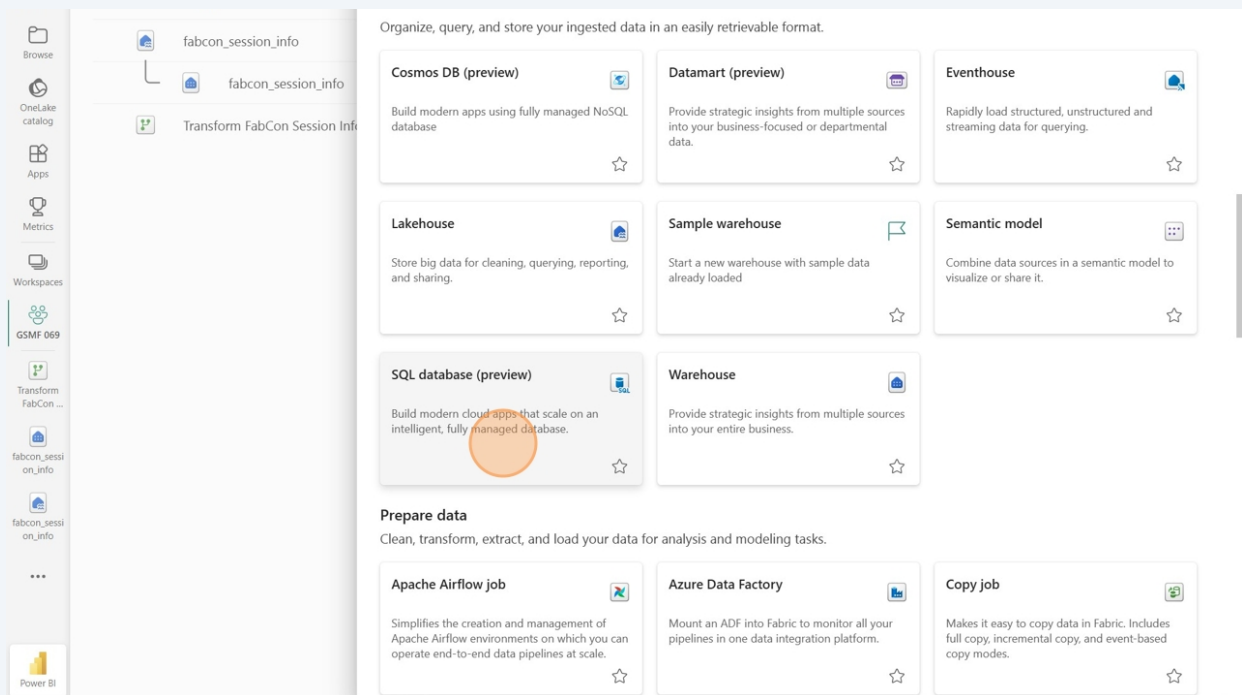 Browse
OneLake
catalog
Apps
Metrics
Workspaces
GSMF 069
Transform
FabCon ...
fabcon_sessi
on_info
fabcon_sessi
on_info
...
Power BI
fabcon_session_info
fabcon_session_info
Transform FabCon Session Info
Organize, query, and store your ingested data in an easily retrievable format.
Cosmos DB (preview)
Build modern apps using fully managed NoSQL
database
Datamart (preview)
Provide strategic insights from multiple sources
into your business-focused or departmental
data.
Eventhouse
Rapidly load structured, unstructured and
streaming data for querying.
Lakehouse
Store big data for cleaning, querying, reporting,
and sharing.
Sample warehouse
Start a new warehouse with sample data
already loaded
Semantic model
Combine data sources in a semantic model to
visualize or share it.
SQL database (preview)
SQL
Build modern cloud apps that scale on an
intelligent, fully managed database.
Warehouse
Provide strategic insights from multiple sources
into your entire business.
Prepare data
Clean, transform, extract, and load your data for analysis and modeling tasks.
Apache Airflow job
Simplifies the creation and management of
Apache Airflow environments on which you can
operate end-to-end data pipelines at scale.
Azure Data Factory
Mount an ADF into Fabric to monitor all your
pipelines in one data integration platform.
Copy job
Makes it easy to copy data in Fabric. Includes
full copy, incremental copy, and event-based
copy modes.